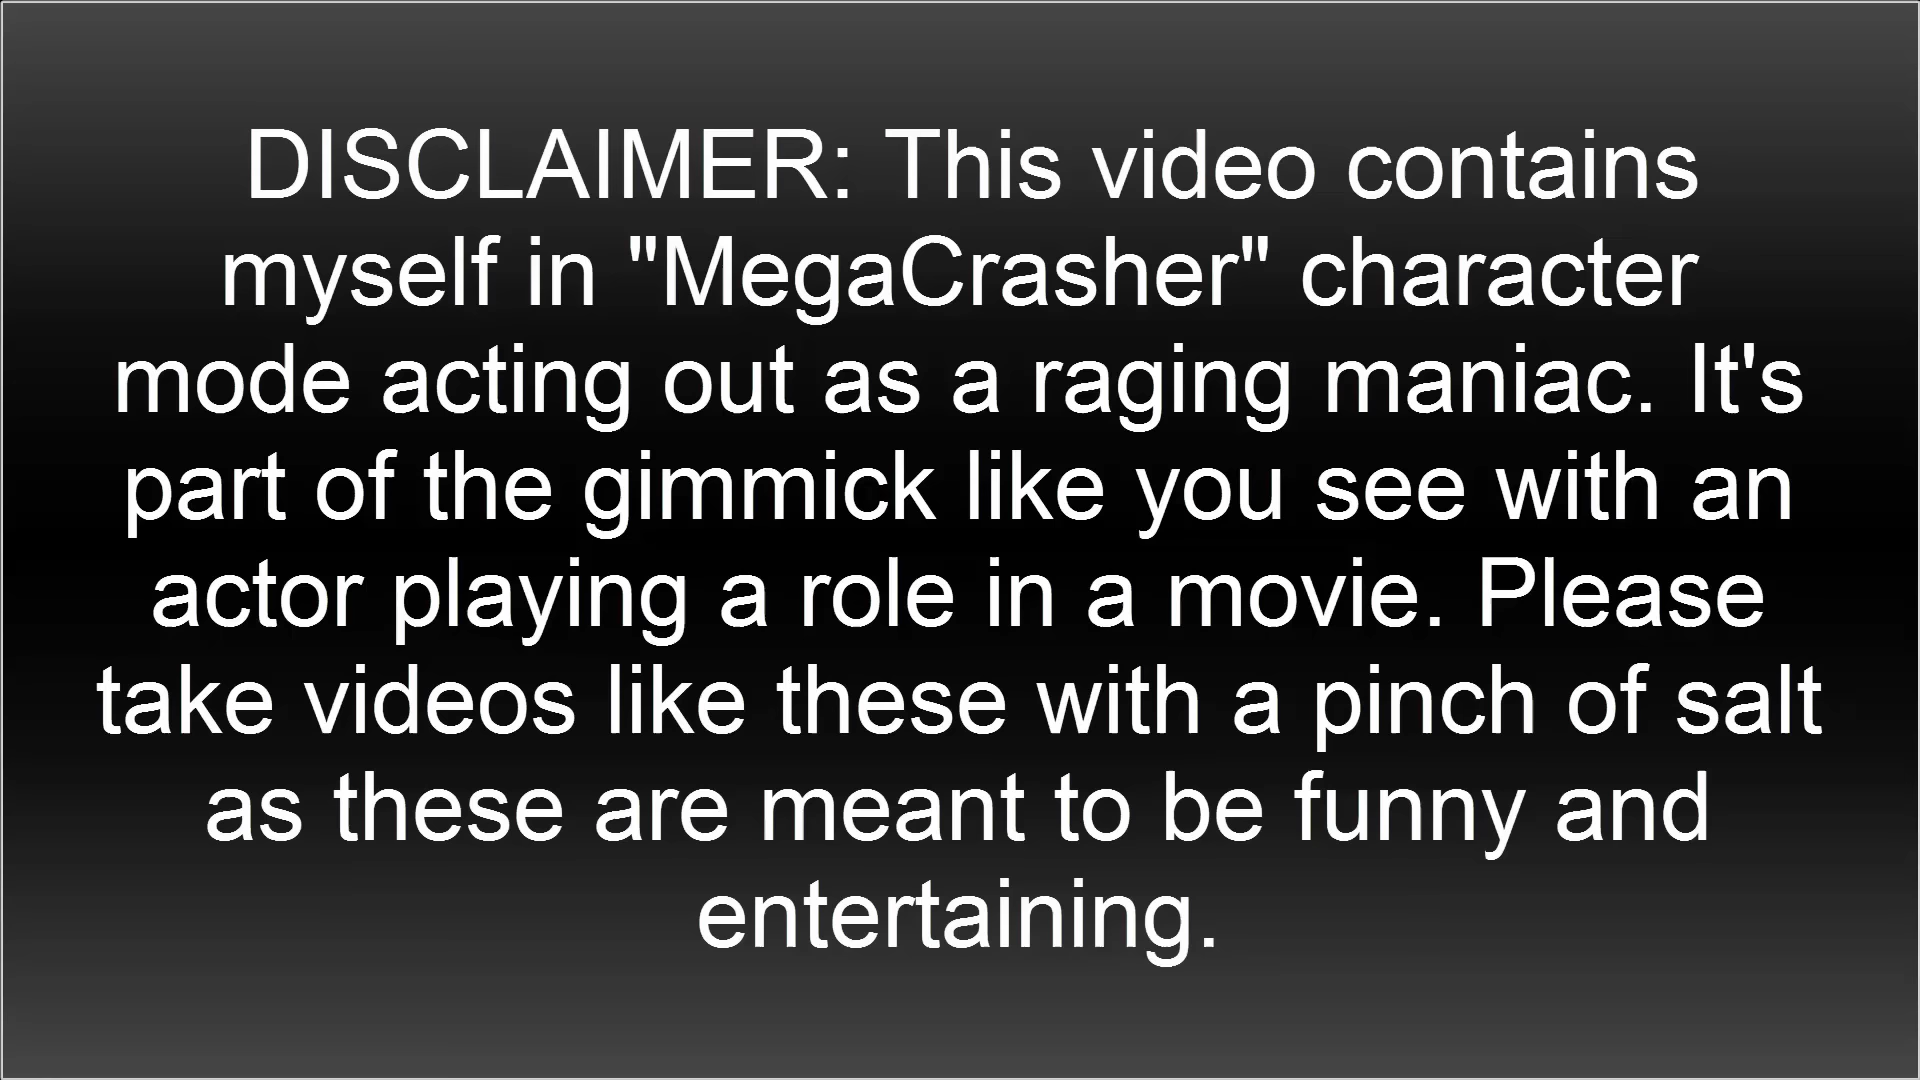 DISCLAIMER: This video contains
myself in "MegaCrasher" character
mode acting out as a raging maniac. It's
part of the gimmick like you see with an
actor playing a role in a movie. Please
take videos like these with a pinch of salt
as these are meant to be funny and
entertaining.